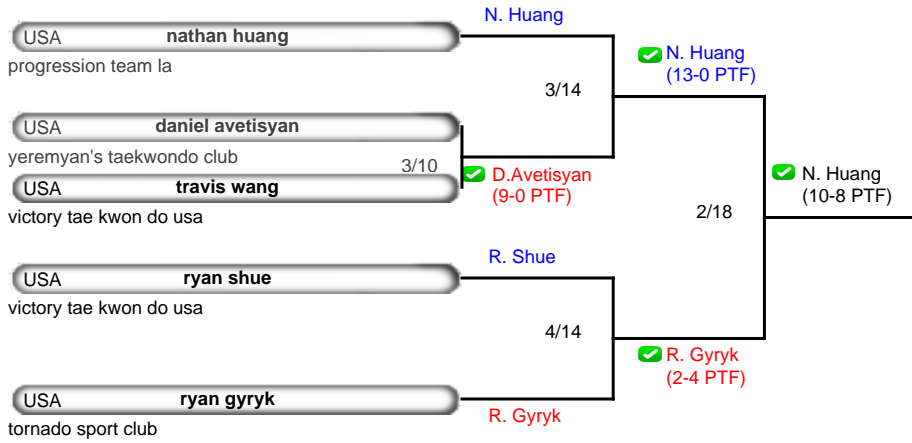 N. Huang
USA nathan huang
progression team la
N. Huang
(13-0 PTF)
3/14
USA daniel avetisyan
yeremyan's taekwondo club
3/10
D.Avetisyan
(9-0 PTF)
USA travis wang
victory tae kwon do usa
N. Huang
(10-8 PTF)
2/18
R. Shue
USA ryan shue
victory tae kwon do usa
4/14
R. Gyryk
(2-4 PTF)
USA ryan gyryk
R. Gyryk
tornado sport club